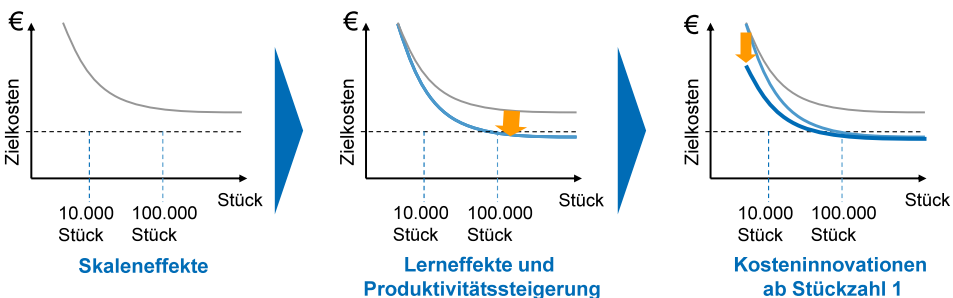 €
Zielkosten
Stück
10.000
Stück
100.000
Stück
Skaleneffekte
€
Zielkosten
Stück
10.000
Stück
100.000
Stück
Lerneffekte und
Produktivitätssteigerung
€
Zielkosten
Stück
10.000
Stück
100.000
Stück
Kosteninnovationen
ab Stückzahl 1